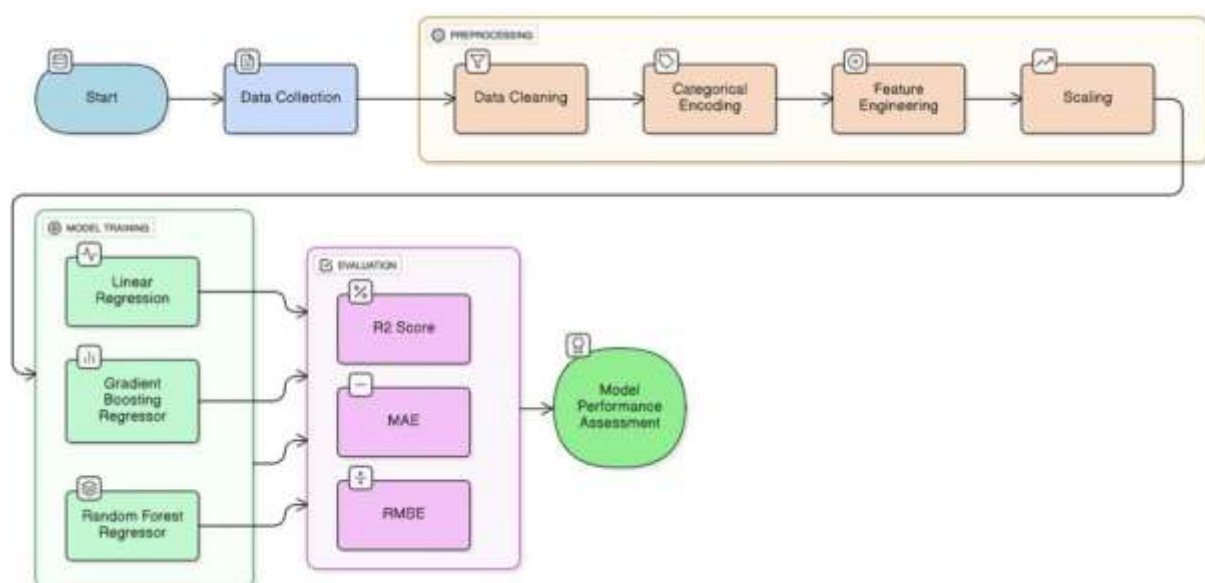 PREPROCESSING
Start
Data Collection
Data Cleaning
Categorical
Encoding
Feature
Engineering
Scaling
MODEL TRAINING
Linear
Regression
Gradient
Boosting
Regressor
Random Forest
Regressor
EVALUATION
R2 Score
MAE
RMSE
Model
Performance
Assessment